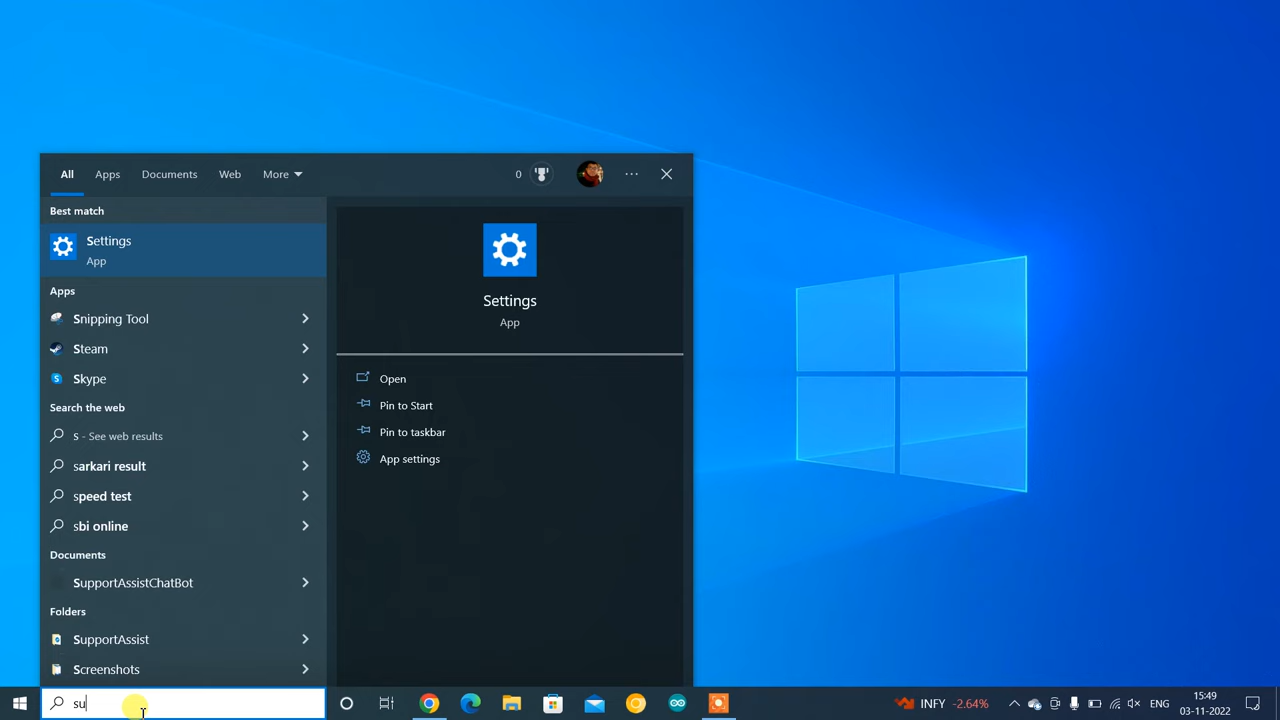 All
Apps
Documents
Web
More
0
Best match
Settings
App
Apps
Snipping Tool
Steam
Skype
Search the web
s - See web results
sarkari result
speed test
sbi online
Documents
SupportAssistChatBot
Folders
SupportAssist
Screenshots
Settings
App
Open
Pin to Start
Pin to taskbar
App settings
su
INFY -2.64%
ENG
15:49
03-11-2022